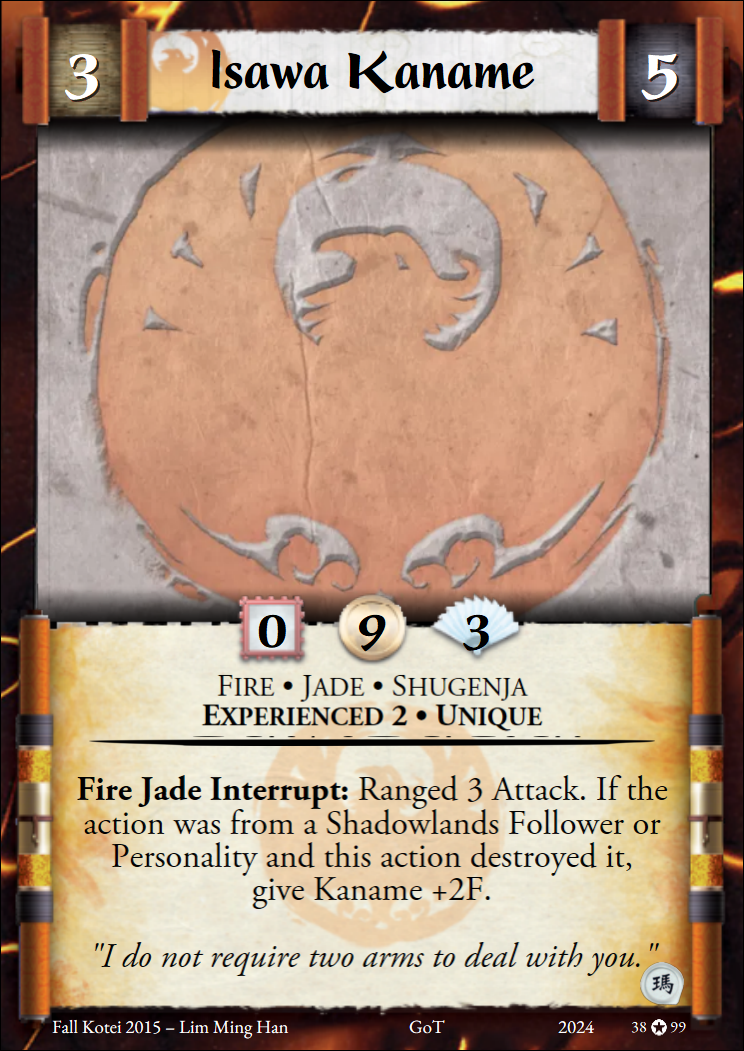 3 Isawa Kaname 5
0 9 3
Fire • Jade • Shugenja
Experienced 2 • Unique
Fire Jade Interrupt: Ranged 3 Attack. If the
action was from a Shadowlands Follower or
Personality and this action destroyed it,
give Kaname +2F.
"I do not require two arms to deal with you."
瑪
Fall Kotei 2015 – Lim Ming Han GoT 2024 38 ✪ 99